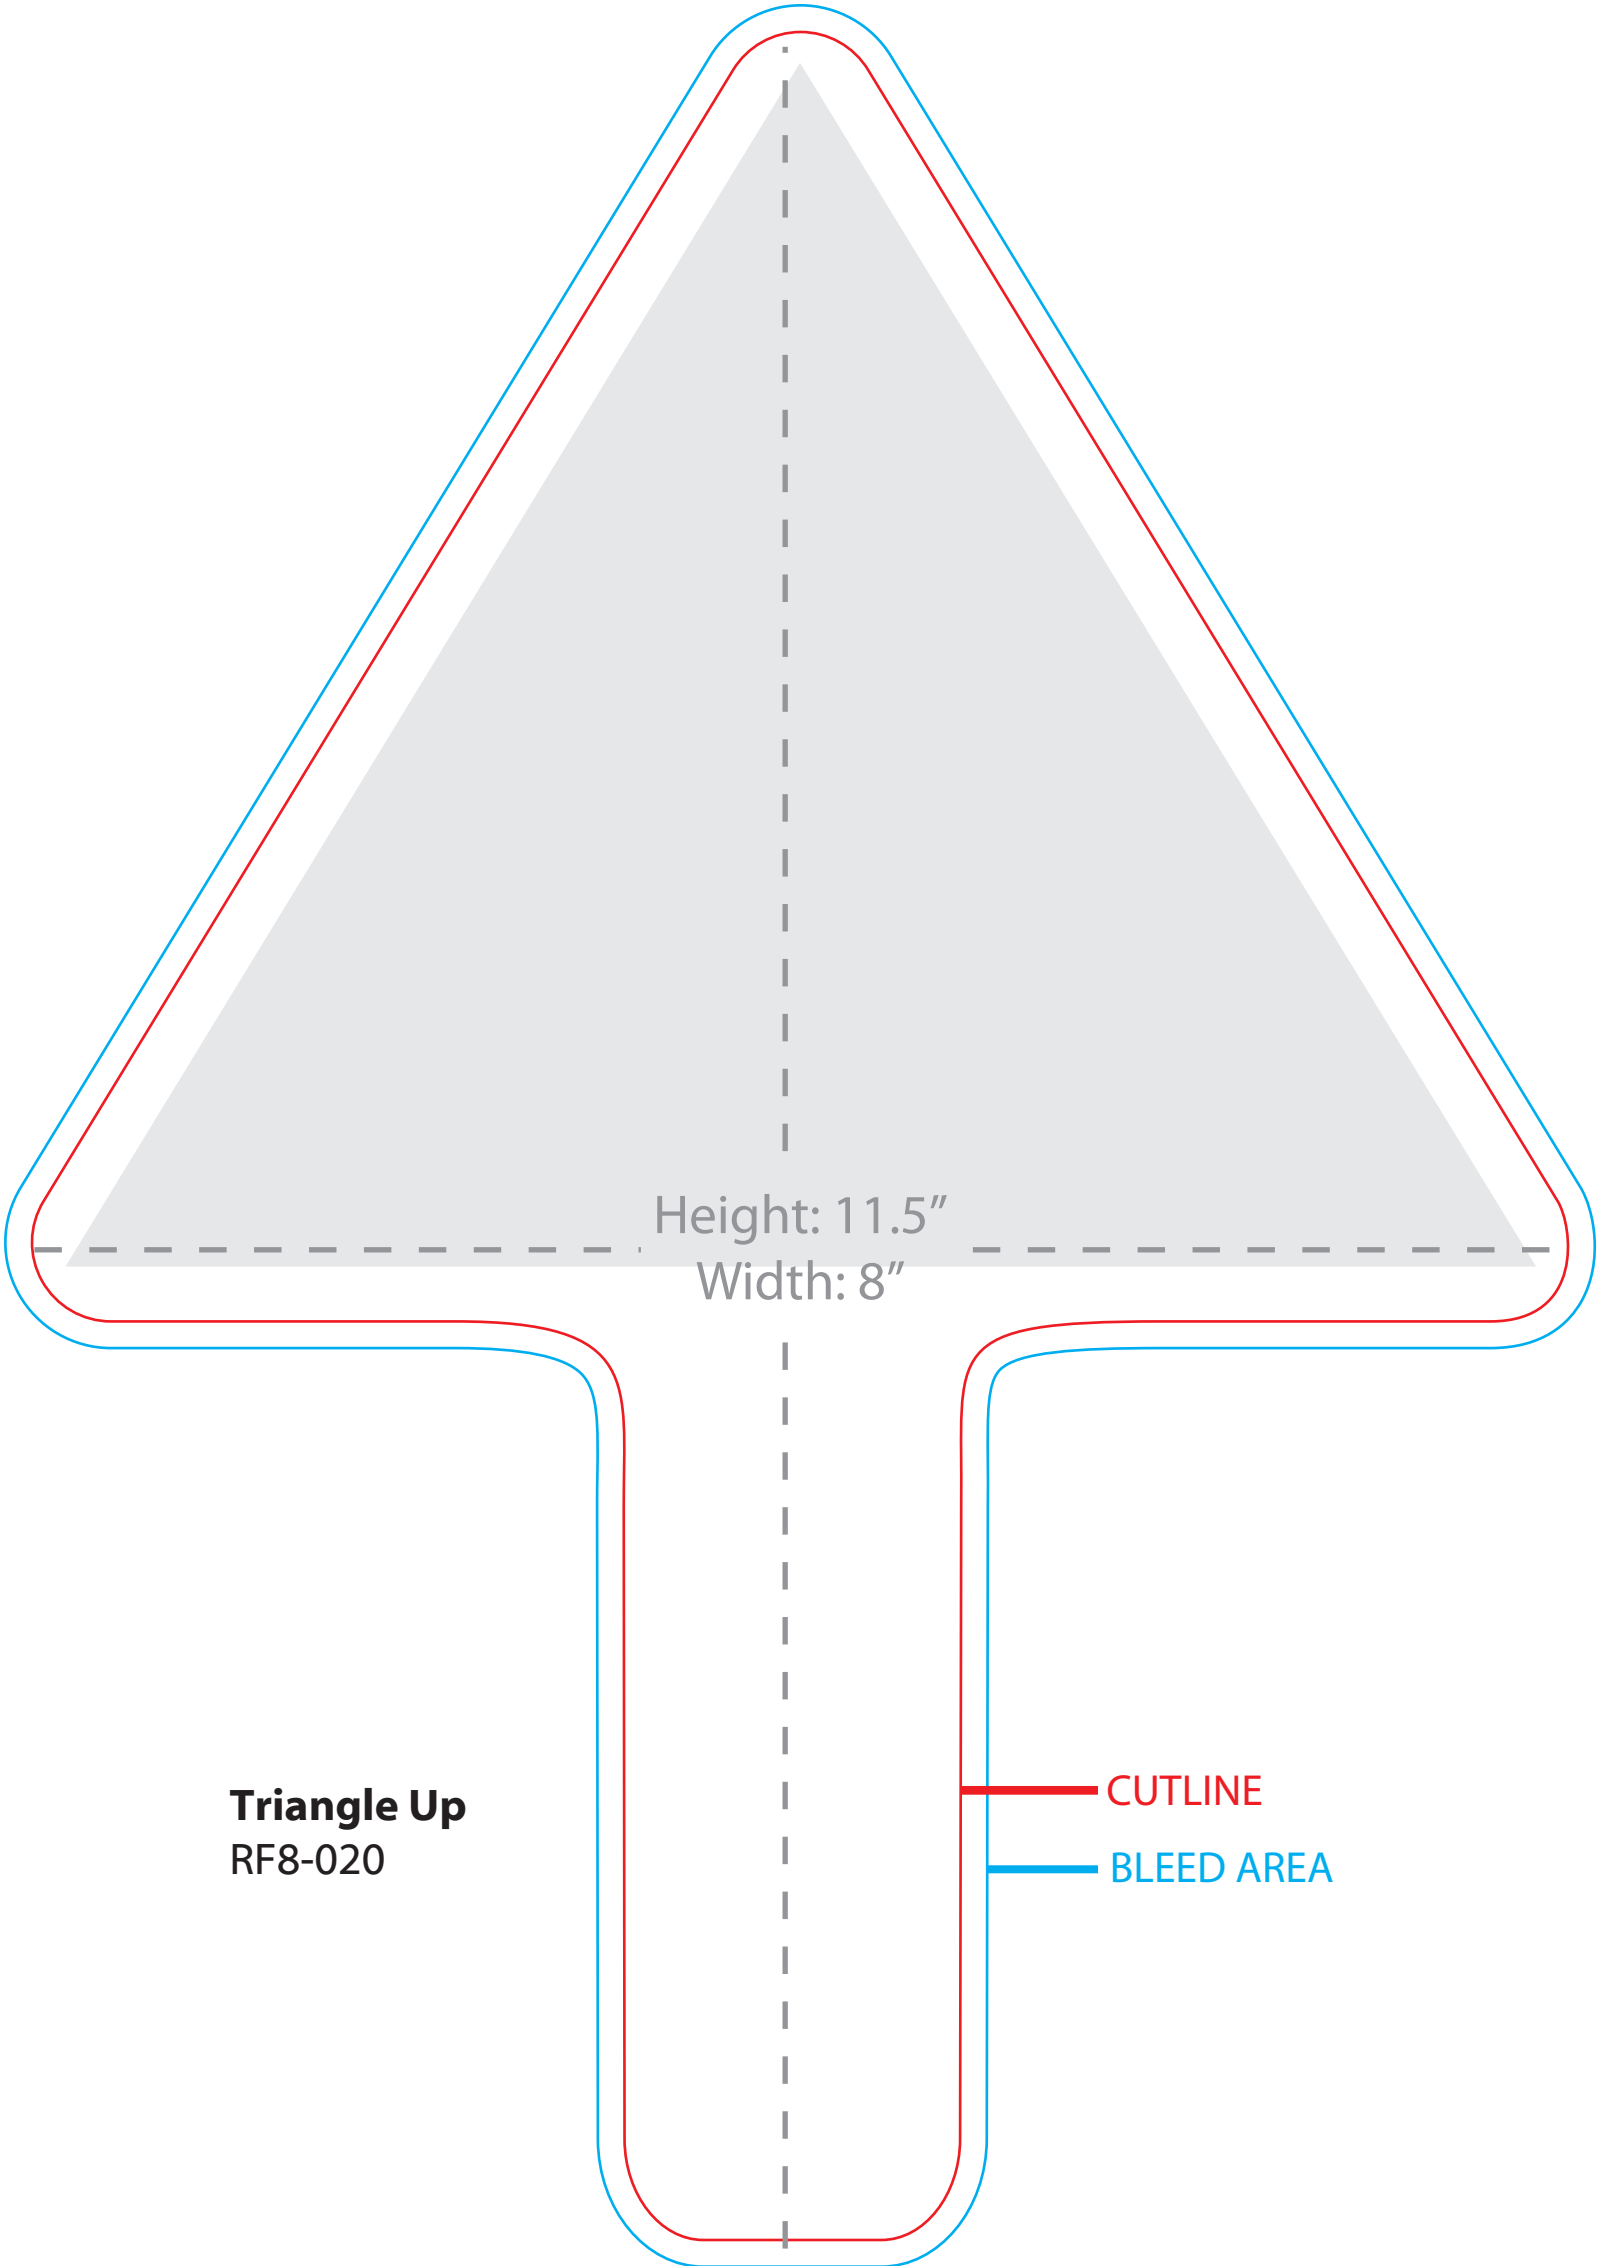 Height: 11.5”
Width: 8”
CUTLINE
Triangle Up
RF8-020
BLEED AREA